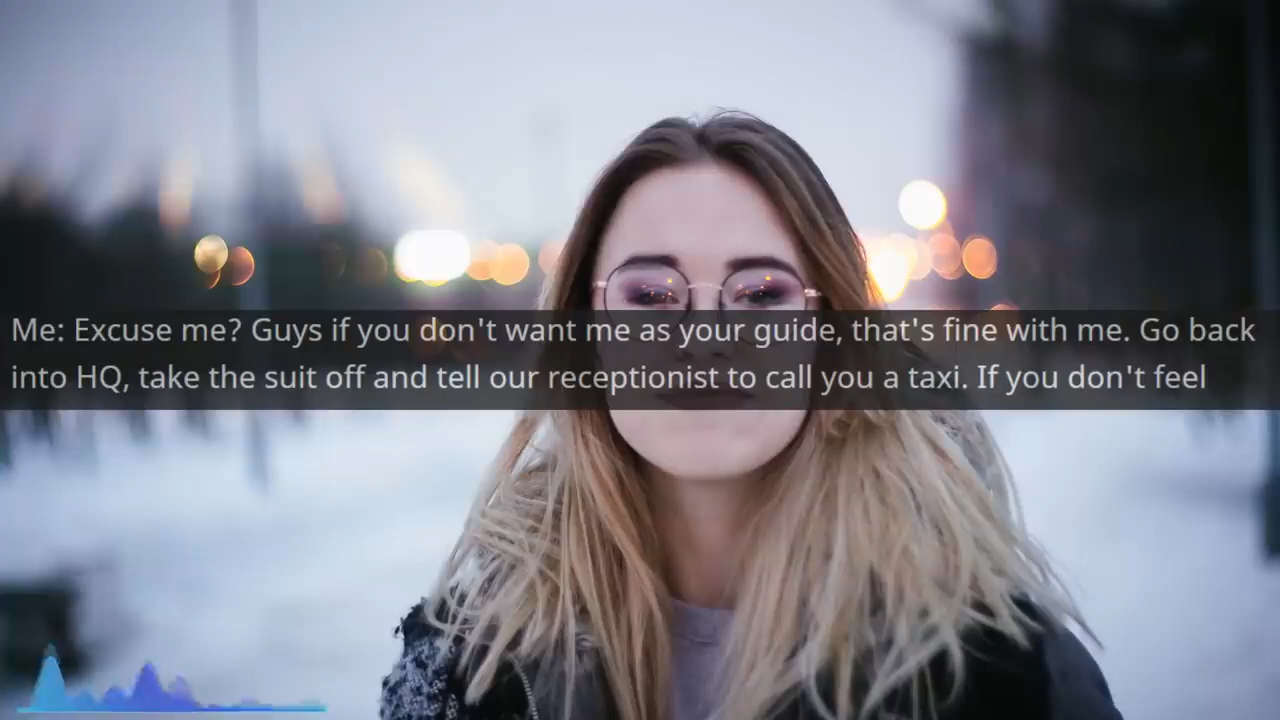 Me: Excuse me? Guys if you don't want me as your guide, that's fine with me. Go back
into HQ, take the suit off and tell our receptionist to call you a taxi. If you don't feel